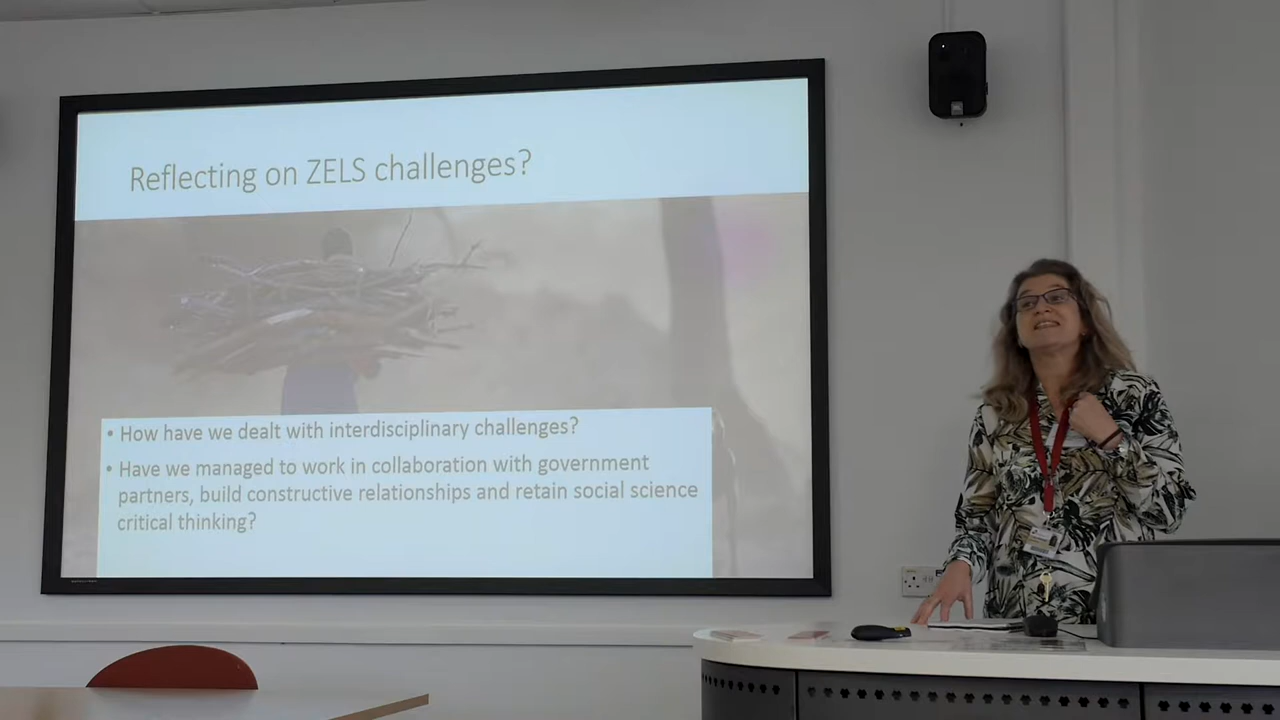 Reflecting on ZELS challenges?
• How have we dealt with interdisciplinary challenges?
• Have we managed to work in collaboration with government
partners, build constructive relationships and retain social science
critical thinking?